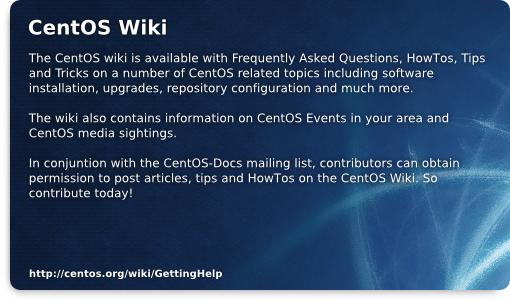 CentOS Wiki
The CentOS wiki is available with Frequently Asked Questions, HowTos, Tips
and Tricks on a number of CentOS related topics including software
installation, upgrades, repository configuration and much more.
The wiki also contains information on CentOS Events in your area and
CentOS media sightings.
In conjuntion with the CentOS-Docs mailing list, contributors can obtain
permission to post articles, tips and HowTos on the CentOS Wiki. So
contribute today!
http://centos.org/wiki/GettingHelp